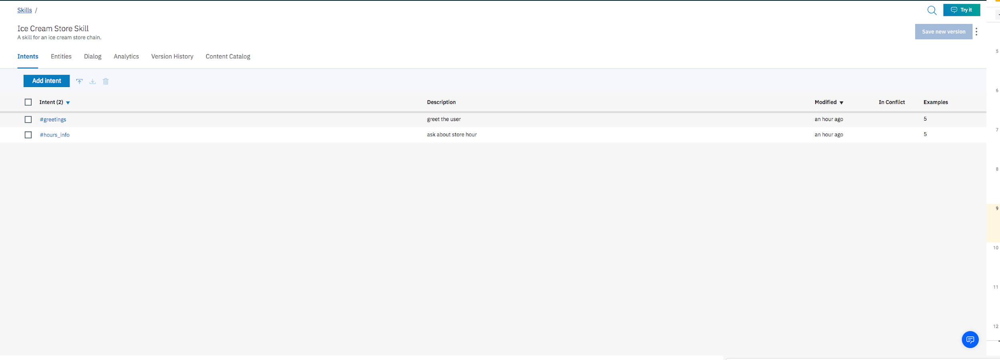 Skills /
Try it
Ice Cream Store Skill
A skill for an ice cream store chain.
Save new version
Intents Entities Dialog Analytics Version History Content Catalog
Add intent
Intent (2) Description Modified In Conflict Examples
#greetings greet the user an hour ago 5
#hours_info ask about store hour an hour ago 5
5
6
7
8
9
10
11
12